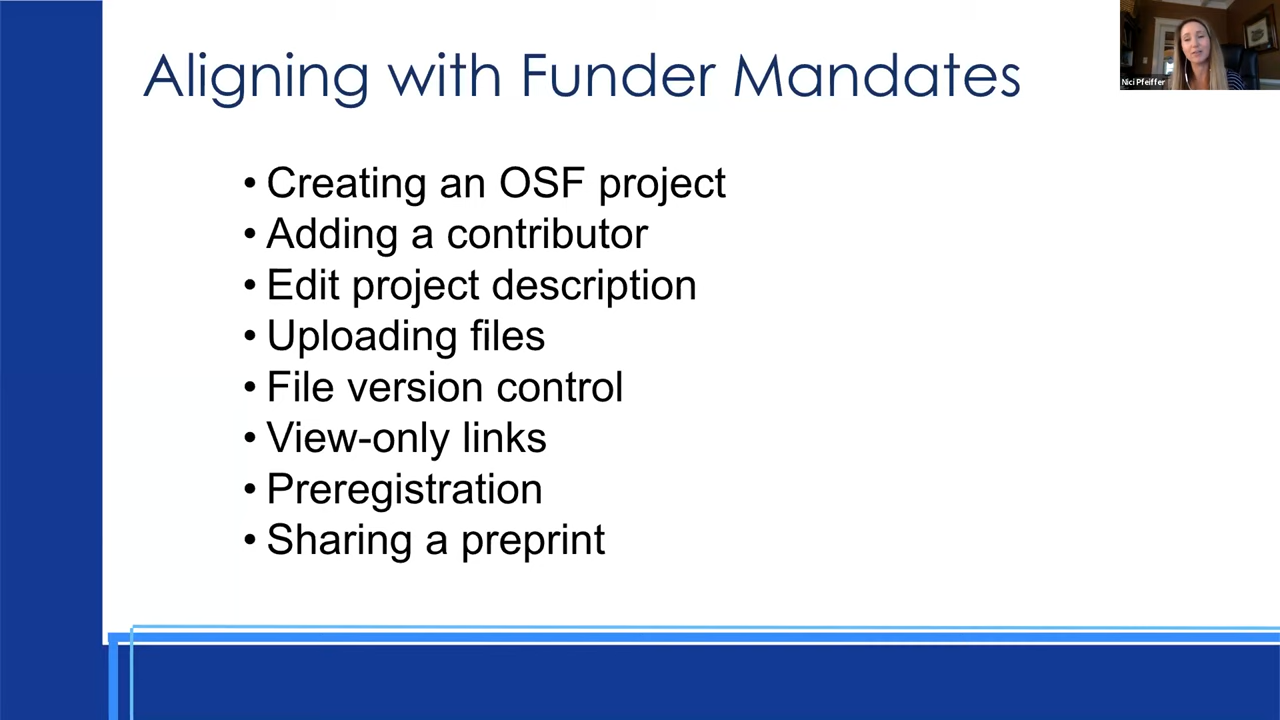 Aligning with Funder Mandates
Nici Pfeiffer
• Creating an OSF project
• Adding a contributor
• Edit project description
• Uploading files
• File version control
• View-only links
• Preregistration
• Sharing a preprint